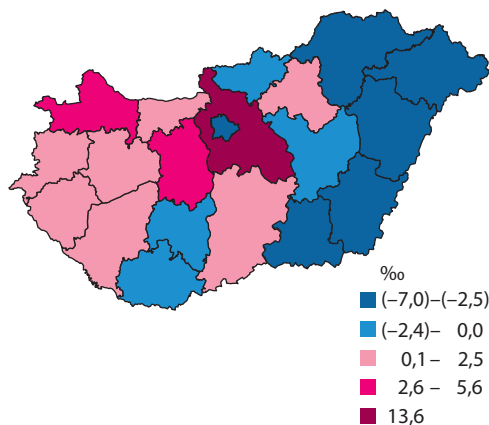 ‰
(–7,0)–(–2,5)
(–2,4)– 0,0
0,1 – 2,5
2,6 – 5,6
13,6